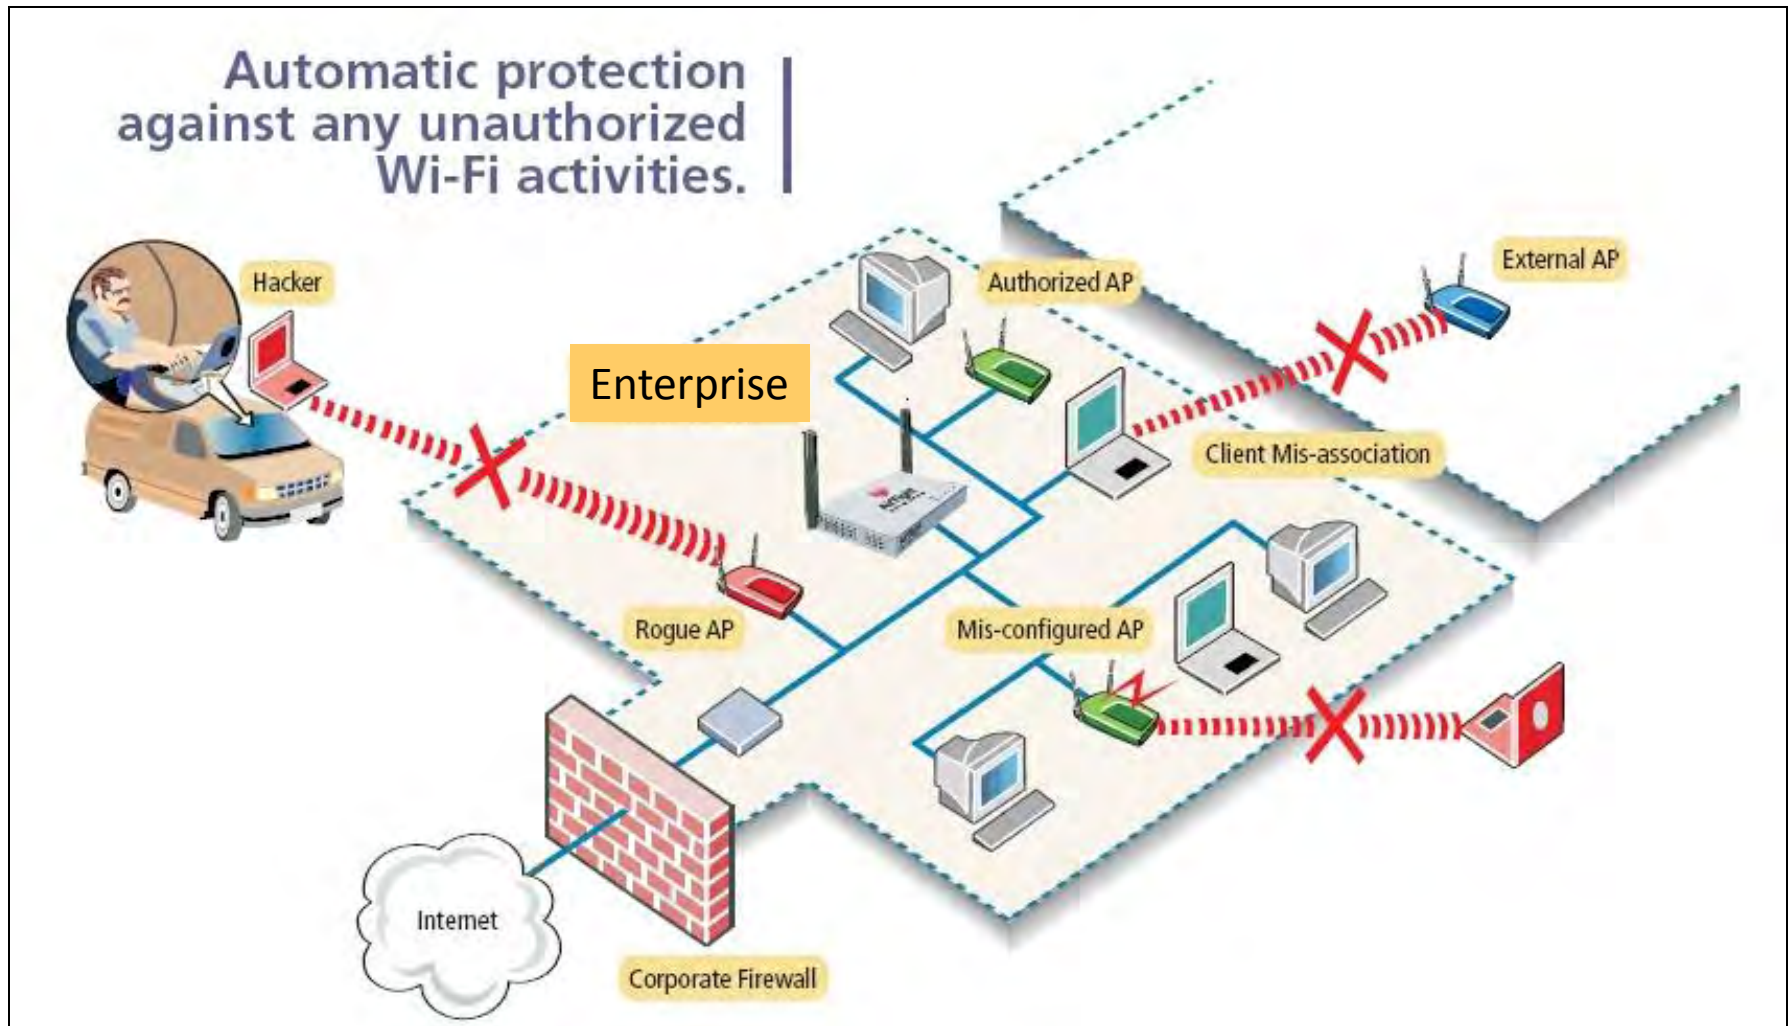 Automatic protection
against any unauthorized
Wi-Fi activities.
Hacker
Authorized AP
External AP
Enterprise
Client Mis-association
AirTight
Rogue AP
Mis-configured AP
Internet
Corporate Firewall